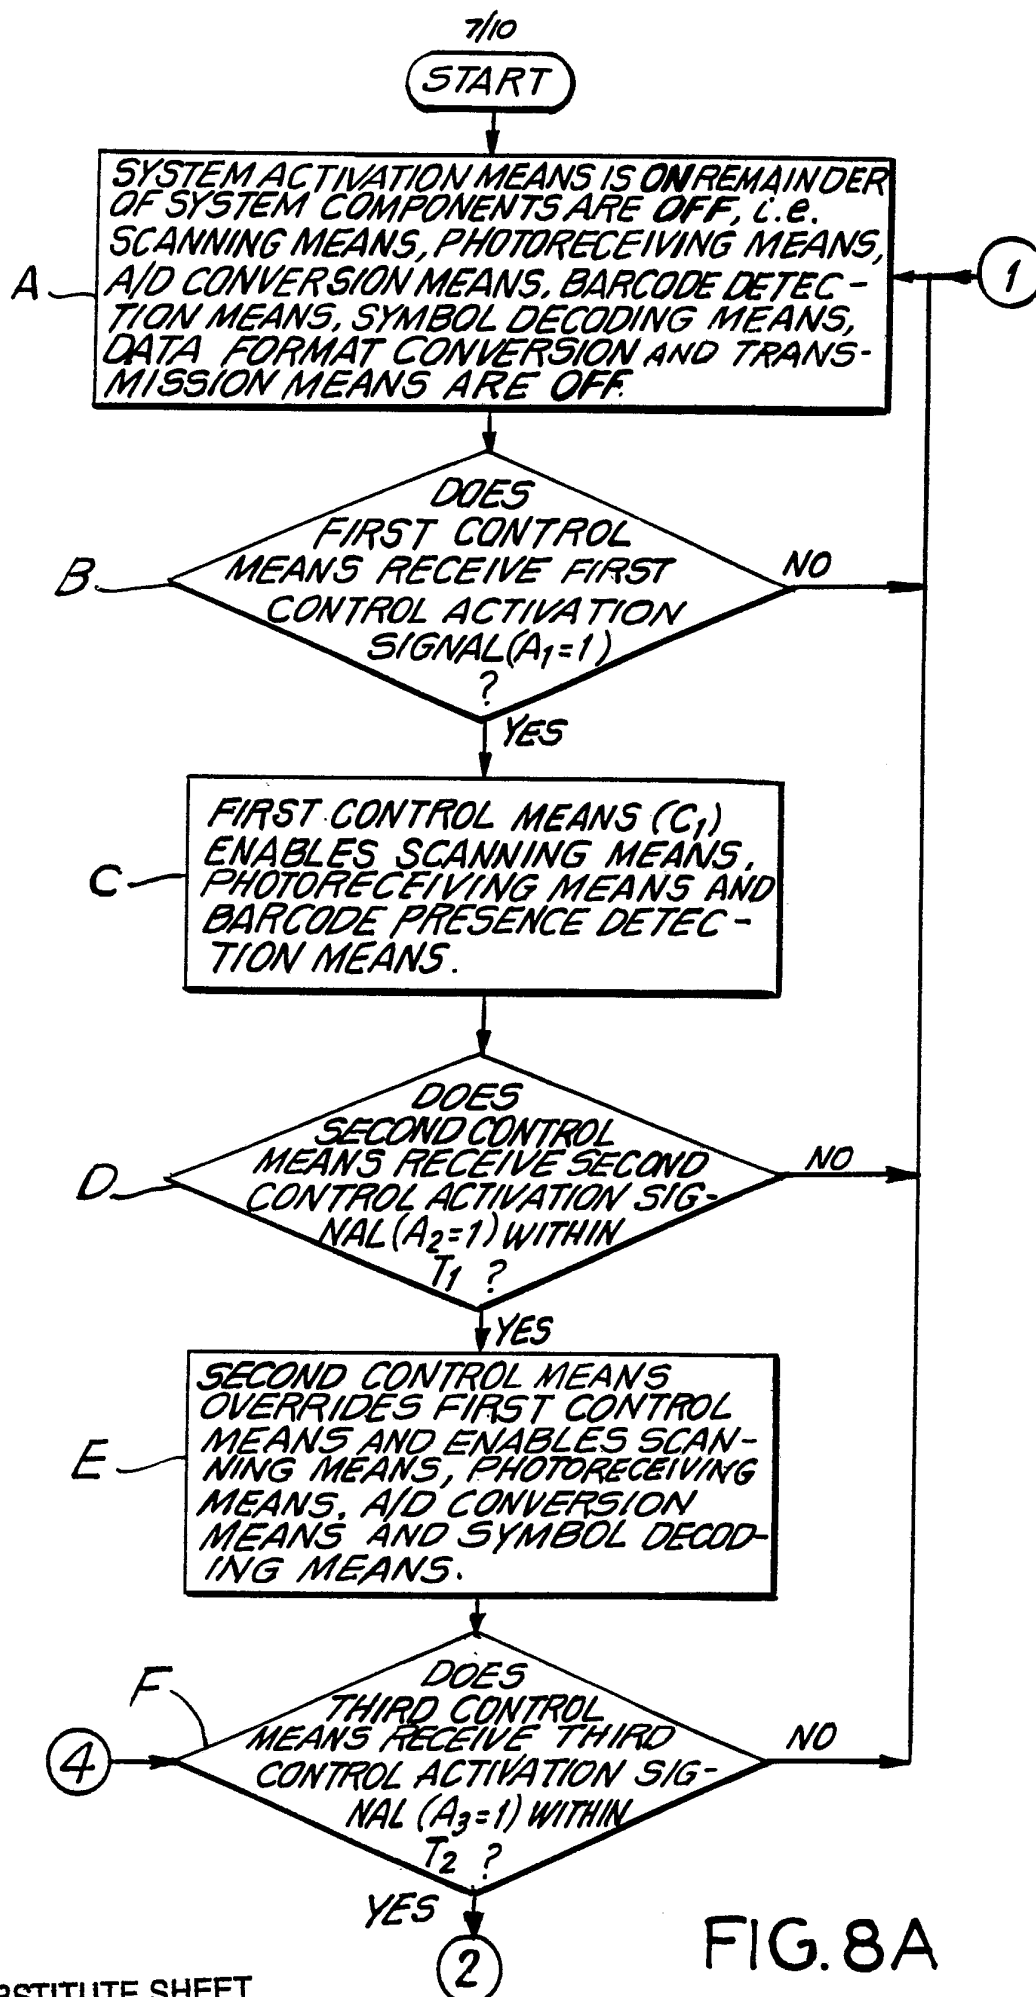 7/10
START
SYSTEM ACTIVATION MEANS IS ON REMAINDER
OF SYSTEM COMPONENTS ARE OFF, i.e.
SCANNING MEANS, PHOTORECEIVING MEANS,
A/D CONVERSION MEANS, BARCODE DETEC-
TION MEANS, SYMBOL DECODING MEANS,
DATA FORMAT CONVERSION AND TRANS-
MISSION MEANS ARE OFF.
A
1
DOES
FIRST CONTROL
MEANS RECEIVE FIRST
CONTROL ACTIVATION
SIGNAL (A1=1)
?
B
NO
YES
FIRST CONTROL MEANS (C1)
ENABLES SCANNING MEANS,
PHOTORECEIVING MEANS AND
BARCODE PRESENCE DETEC-
TION MEANS.
C
DOES
SECOND CONTROL
MEANS RECEIVE SECOND
CONTROL ACTIVATION SIG-
NAL (A2=1) WITHIN
T1 ?
D
NO
YES
SECOND CONTROL MEANS
OVERRIDES FIRST CONTROL
MEANS AND ENABLES SCAN-
NING MEANS, PHOTORECEIVING
MEANS, A/D CONVERSION
MEANS AND SYMBOL DECOD-
ING MEANS.
E
F
DOES
THIRD CONTROL
MEANS RECEIVE THIRD
CONTROL ACTIVATION SIG-
NAL (A3=1) WITHIN
T2 ?
4
NO
YES
2
FIG. 8A
SHEET